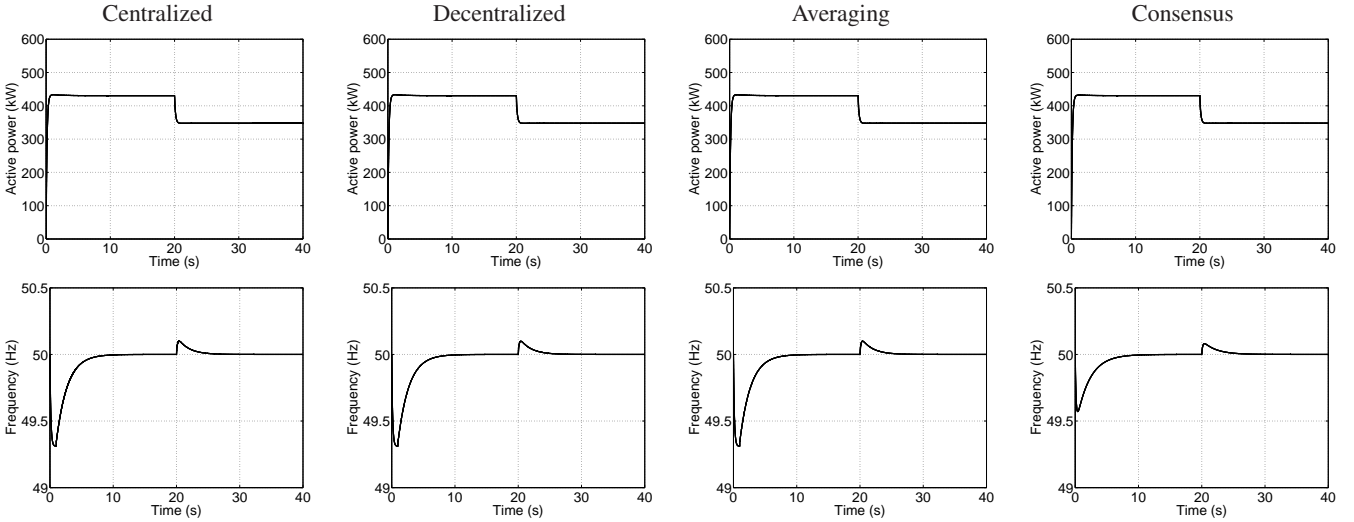 Centralized Decentralized Averaging Consensus
600 600 600 600
500 500 500 500
400 400 400 400
300 300 300 300
200 200 200 200
100 100 100 100
0 0 0 0
Active power (kW) Active power (kW) Active power (kW) Active power (kW)
0 10 20 30 40 0 10 20 30 40 0 10 20 30 40 0 10 20 30 40
Time (s) Time (s) Time (s) Time (s)
50.5 50.5 50.5 50.5
50 50 50 50
49.5 49.5 49.5 49.5
49 49 49 49
Frequency (Hz) Frequency (Hz) Frequency (Hz) Frequency (Hz)
0 10 20 30 40 0 10 20 30 40 0 10 20 30 40 0 10 20 30 40
Time (s) Time (s) Time (s) Time (s)